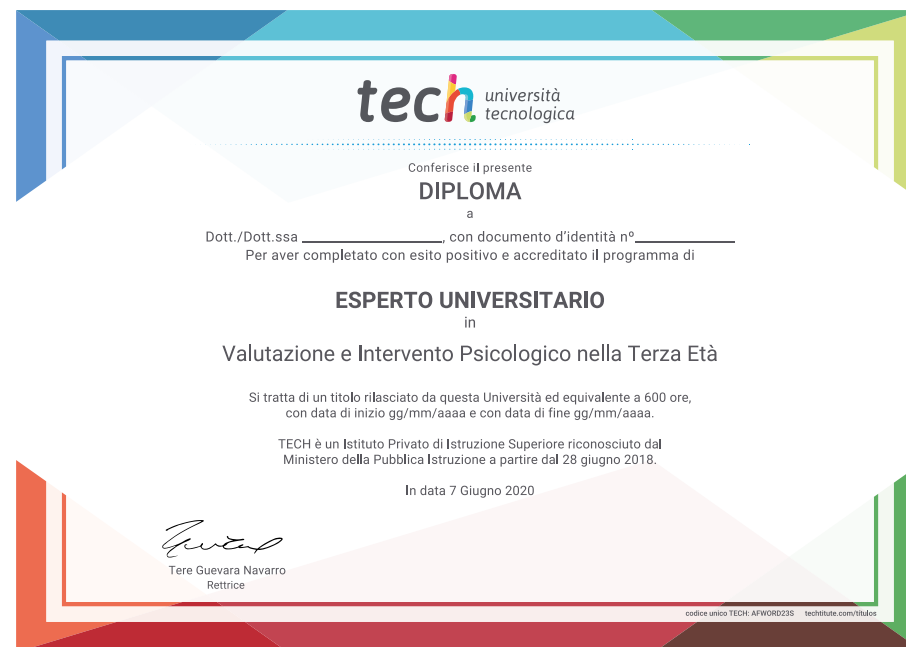 tech università
tecnologica
Conferisce il presente
DIPLOMA
a
Dott./Dott.ssa ________________, con documento d'identità nº____________
Per aver completato con esito positivo e accreditato il programma di
ESPERTO UNIVERSITARIO
in
Valutazione e Intervento Psicologico nella Terza Età
Si tratta di un titolo rilasciato da questa Università ed equivalente a 600 ore,
con data di inizio gg/mm/aaaa e con data di fine gg/mm/aaaa.
TECH è un Istituto Privato di Istruzione Superiore riconosciuto dal
Ministero della Pubblica Istruzione a partire dal 28 giugno 2018.
In data 7 Giugno 2020
Tere Guevara Navarro
Rettrice
codice unico TECH: AFWORD23S techtitute.com/titulos